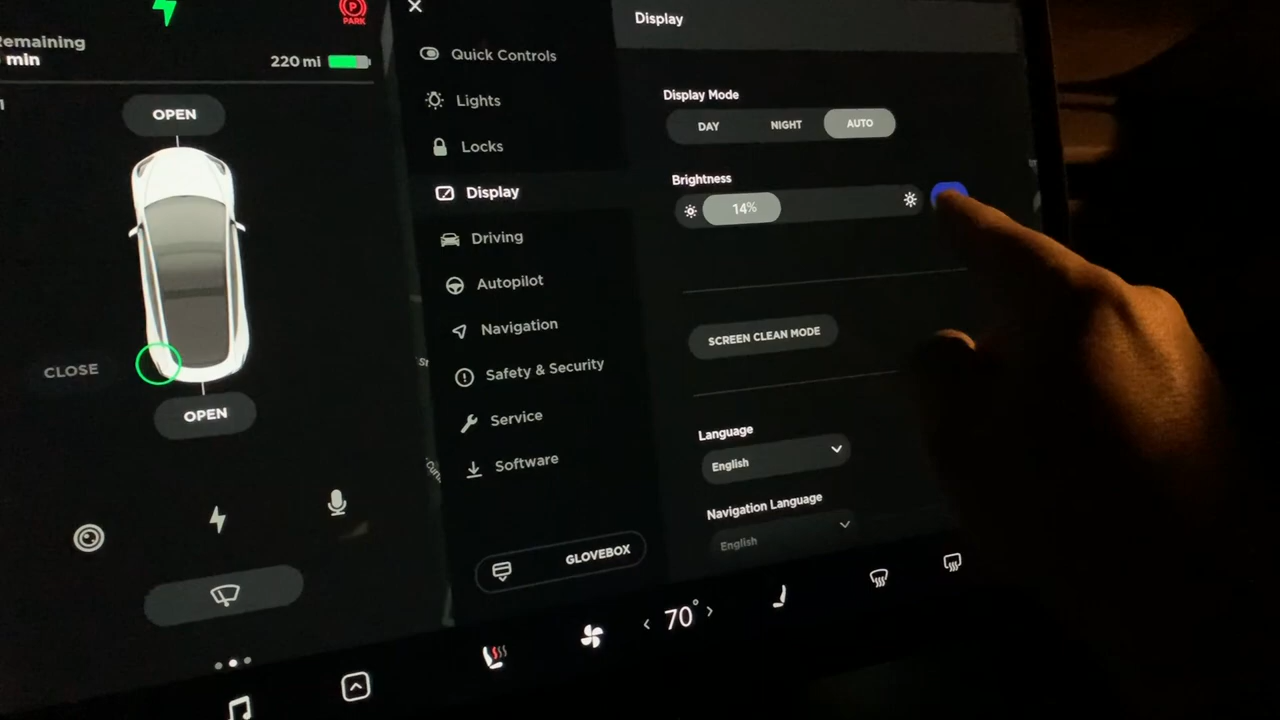 Remaining
min
PARK
220 mi
OPEN
CLOSE
OPEN
Quick Controls
Lights
Locks
Display
Driving
Autopilot
Navigation
Safety & Security
Service
Software
GLOVEBOX
Display
Display Mode
DAY NIGHT AUTO
Brightness
14%
SCREEN CLEAN MODE
Language
English
Navigation Language
English
< 70° >